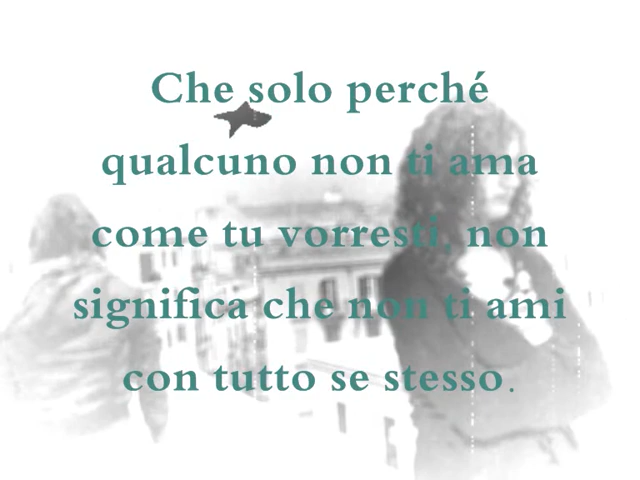 Che solo perché
qualcuno non ti ama
come tu vorresti, non
significa che non ti ami
con tutto se stesso.